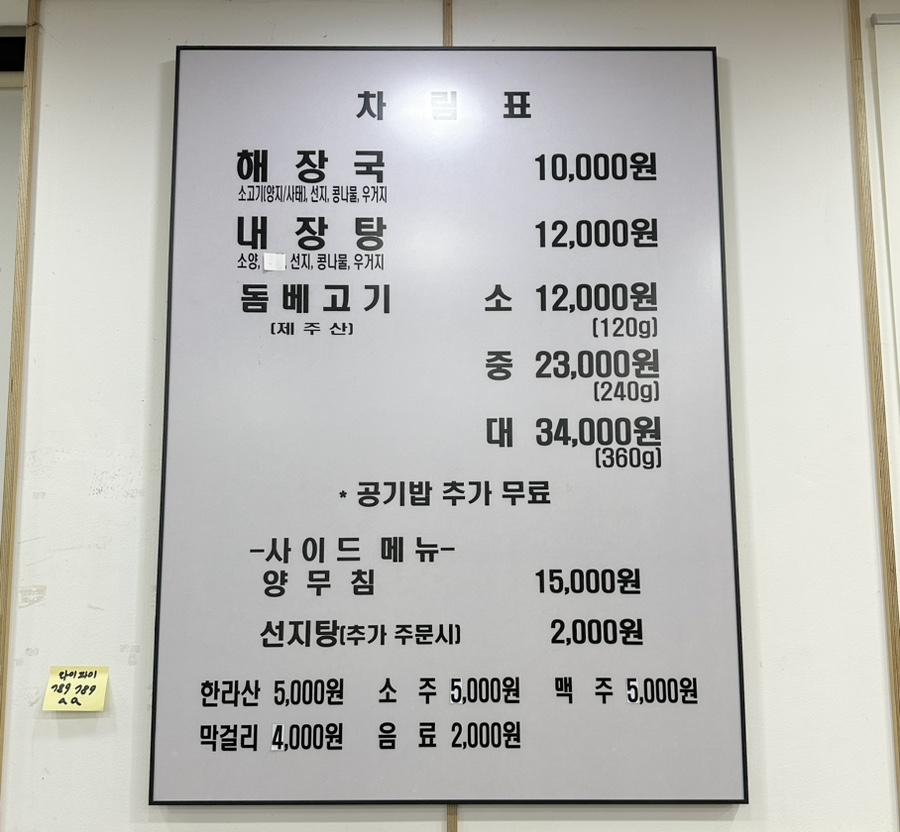 차 림 표
해 장 국 10,000원
소고기(양지/사태), 선지, 콩나물, 우거지
내 장 탕 12,000원
소양, , 선지, 콩나물, 우거지
돔베고기 소 12,000원
(제 주 산) (120g)
중 23,000원
(240g)
대 34,000원
(360g)
* 공기밥 추가 무료
-사 이 드 메 뉴-
양 무 침 15,000원
선지탕(추가 주문시) 2,000원
한라산 5,000원 소 주 5,000원 맥 주 5,000원
막걸리 4,000원 음 료 2,000원
와이파이
789 789
a a